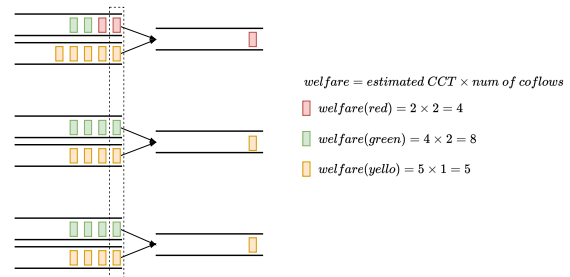 welfare = estimated CCT × num of coflows
welfare(red) = 2 × 2 = 4
welfare(green) = 4 × 2 = 8
welfare(yello) = 5 × 1 = 5